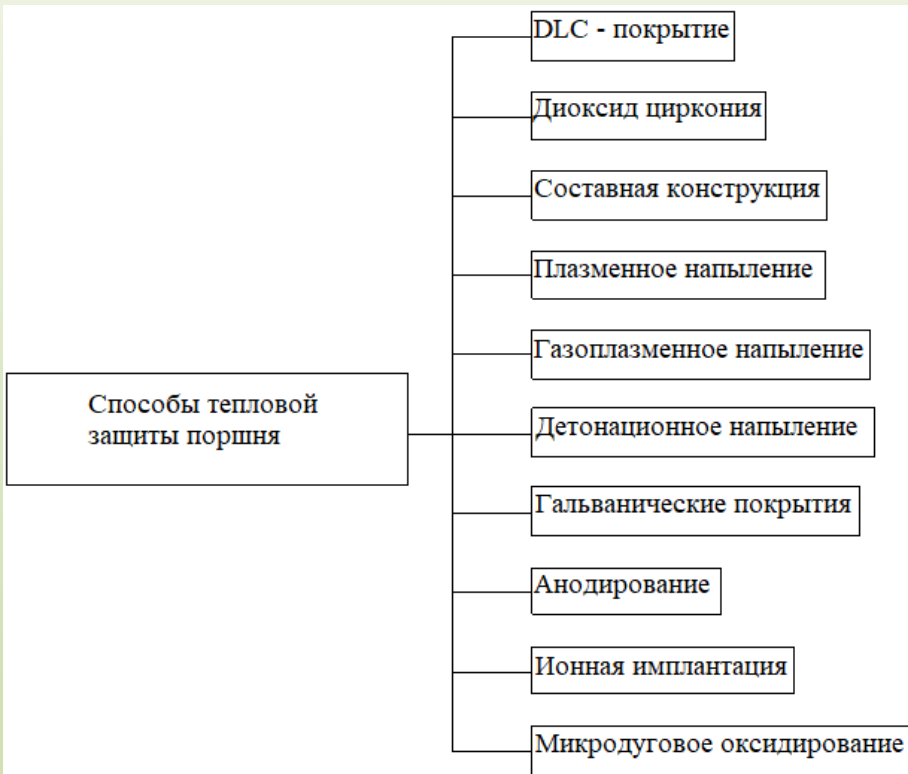 DLC - покрытие
Диоксид циркония
Составная конструкция
Плазменное напыление
Газоплазменное напыление
Способы тепловой
защиты поршня
Детонационное напыление
Гальванические покрытия
Анодирование
Ионная имплантация
Микродуговое оксидирование